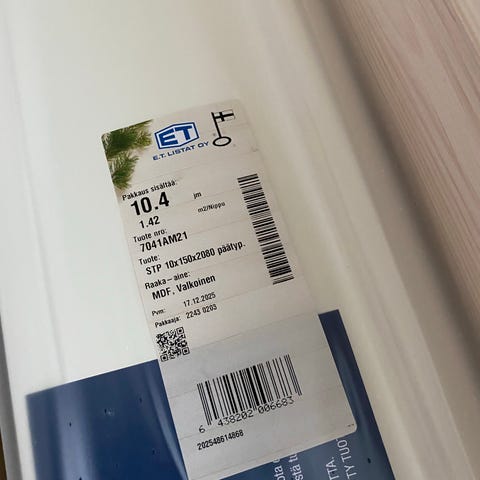 ET
E.T. LISTAT OY
Pakkaus sisältää:
10.4 jm
1.42 m2/Nippu
Tuote nro:
7041AM21
Tuote:
STP 10x150x2080 päätyp.
Raaka-aine:
MDF, Valkoinen
Pvm: 17.12.2025
Pakkaaja: 2243 0203
6 438202 006683
202548614868